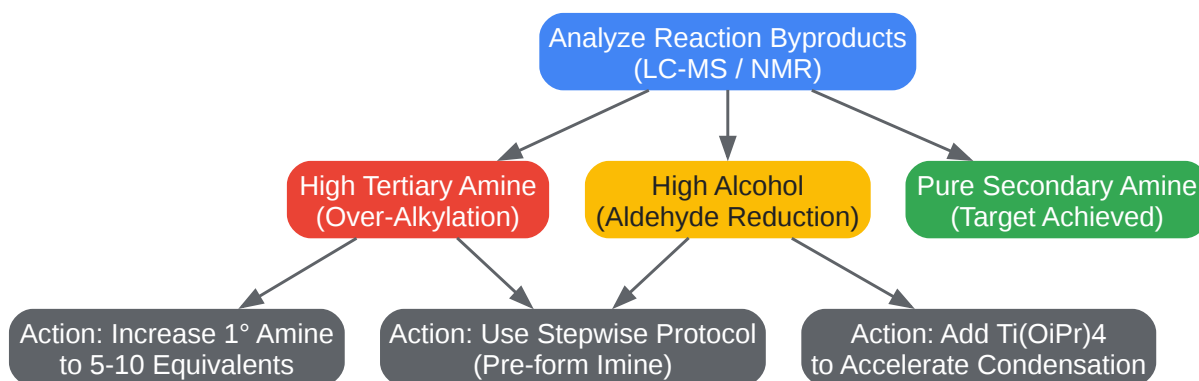 Analyze Reaction Byproducts
(LC-MS / NMR)
High Tertiary Amine
(Over-Alkylation)
High Alcohol
(Aldehyde Reduction)
Pure Secondary Amine
(Target Achieved)
Action: Increase 1° Amine
to 5-10 Equivalents
Action: Use Stepwise Protocol
(Pre-form Imine)
Action: Add Ti(OiPr)4
to Accelerate Condensation